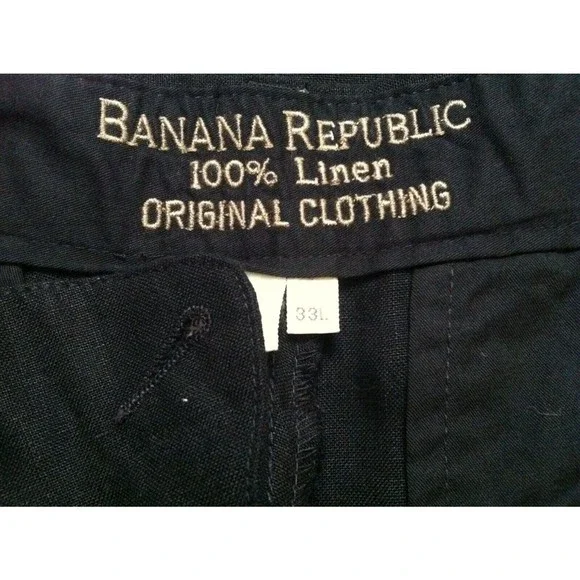 BANANA REPUBLIC
100% Linen
ORIGINAL CLOTHING
33L